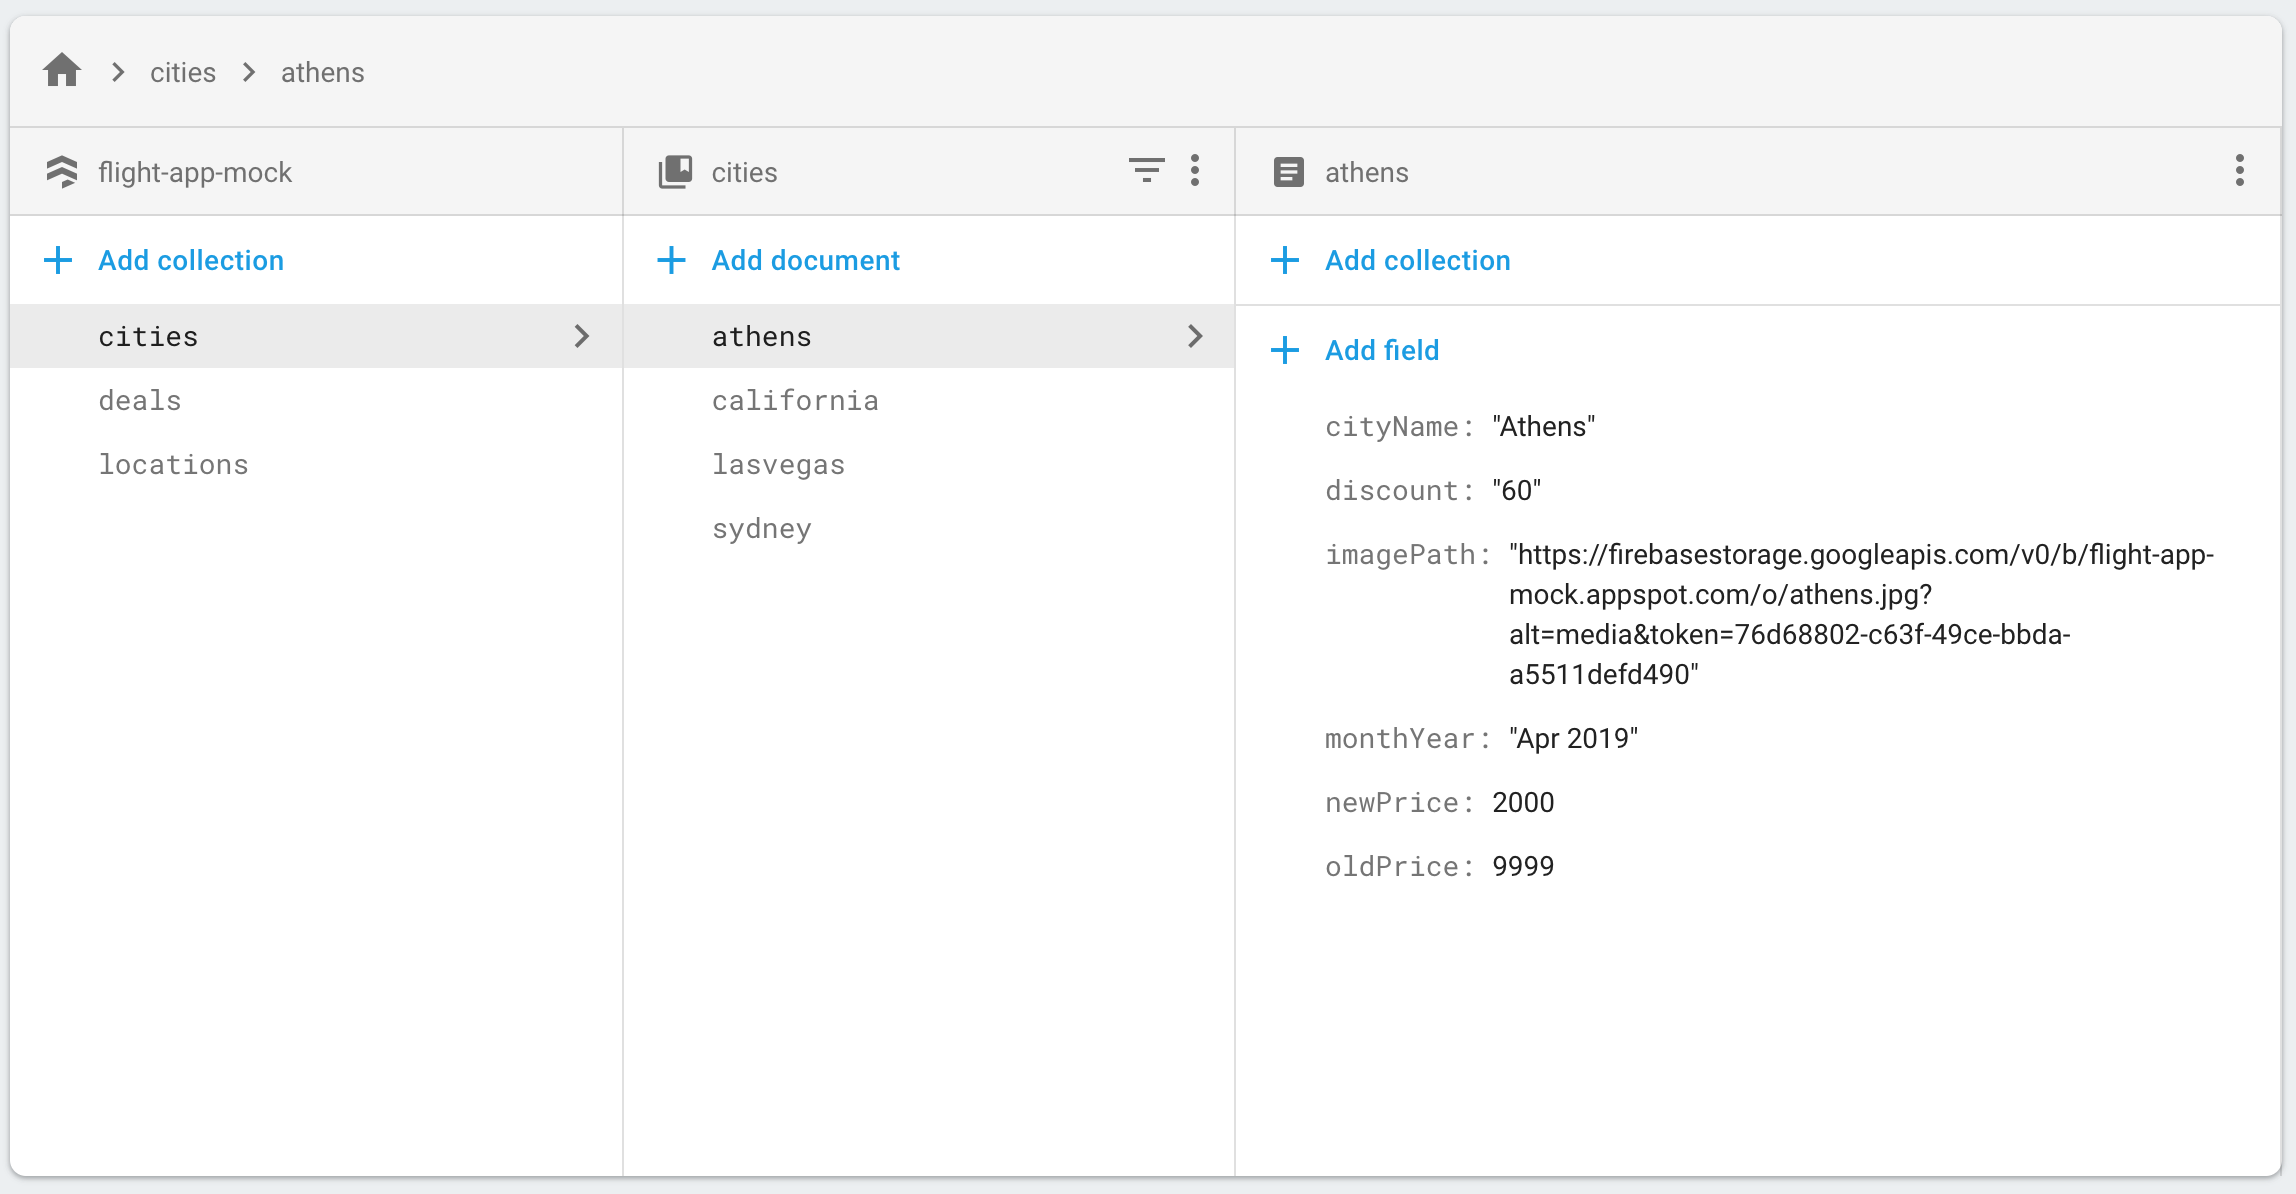 cities athens
flight-app-mock
Add collection
cities
deals
locations
cities
Add document
athens
california
lasvegas
sydney
athens
Add collection
Add field
cityName: "Athens"
discount: "60"
imagePath: "https://firebasestorage.googleapis.com/v0/b/flight-app-
mock.appspot.com/o/athens.jpg?
alt=media&token=76d68802-c63f-49ce-bbda-
a5511defd490"
monthYear: "Apr 2019"
newPrice: 2000
oldPrice: 9999